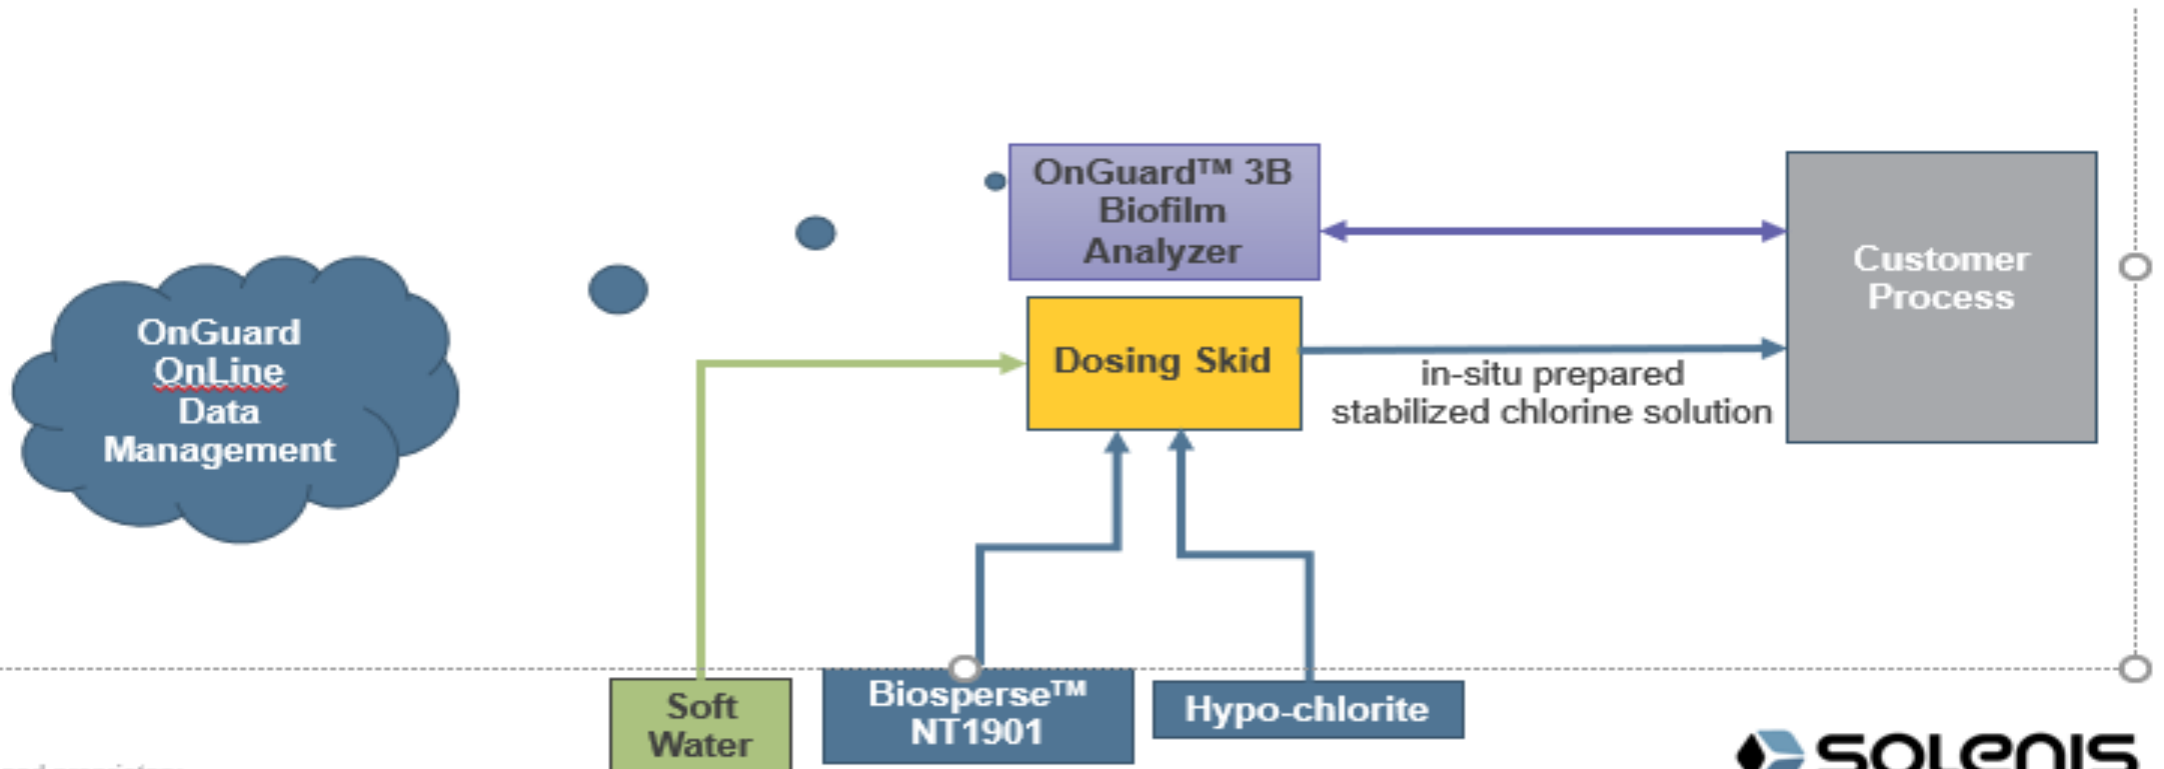 OnGuard™ 3B
Biofilm
Analyzer
Customer
Process
OnGuard
OnLine
Data
Management
Dosing Skid
in-situ prepared
stabilized chlorine solution
Soft
Water
Biosperse™
NT1901
Hypo-chlorite
SOLENIS